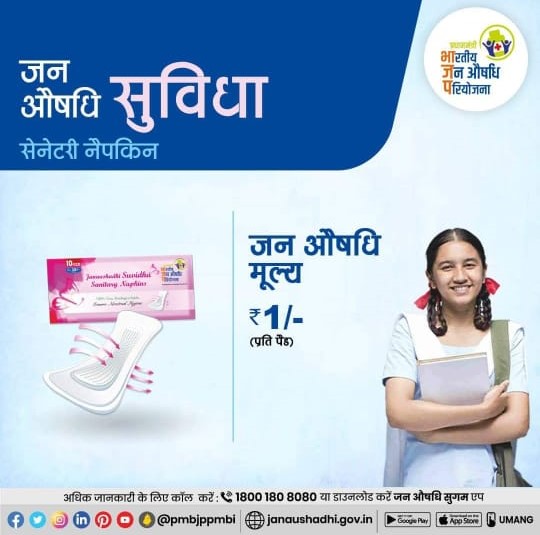 जन
औषधि सुविधा
सेनेटरी नैपकिन
प्रधानमंत्री
भारतीय
जन औषधि
परियोजना
10 PADS
Janaushadhi Suvidha
Sanitary Napkins
जन औषधि
मूल्य
₹1/-
(प्रति पैड)
अधिक जानकारी के लिए कॉल करें : 1800 180 8080 या डाउनलोड करें जन औषधि सुगम एप
@pmbjppmbi janaushadhi.gov.in Google Play App Store UMANG